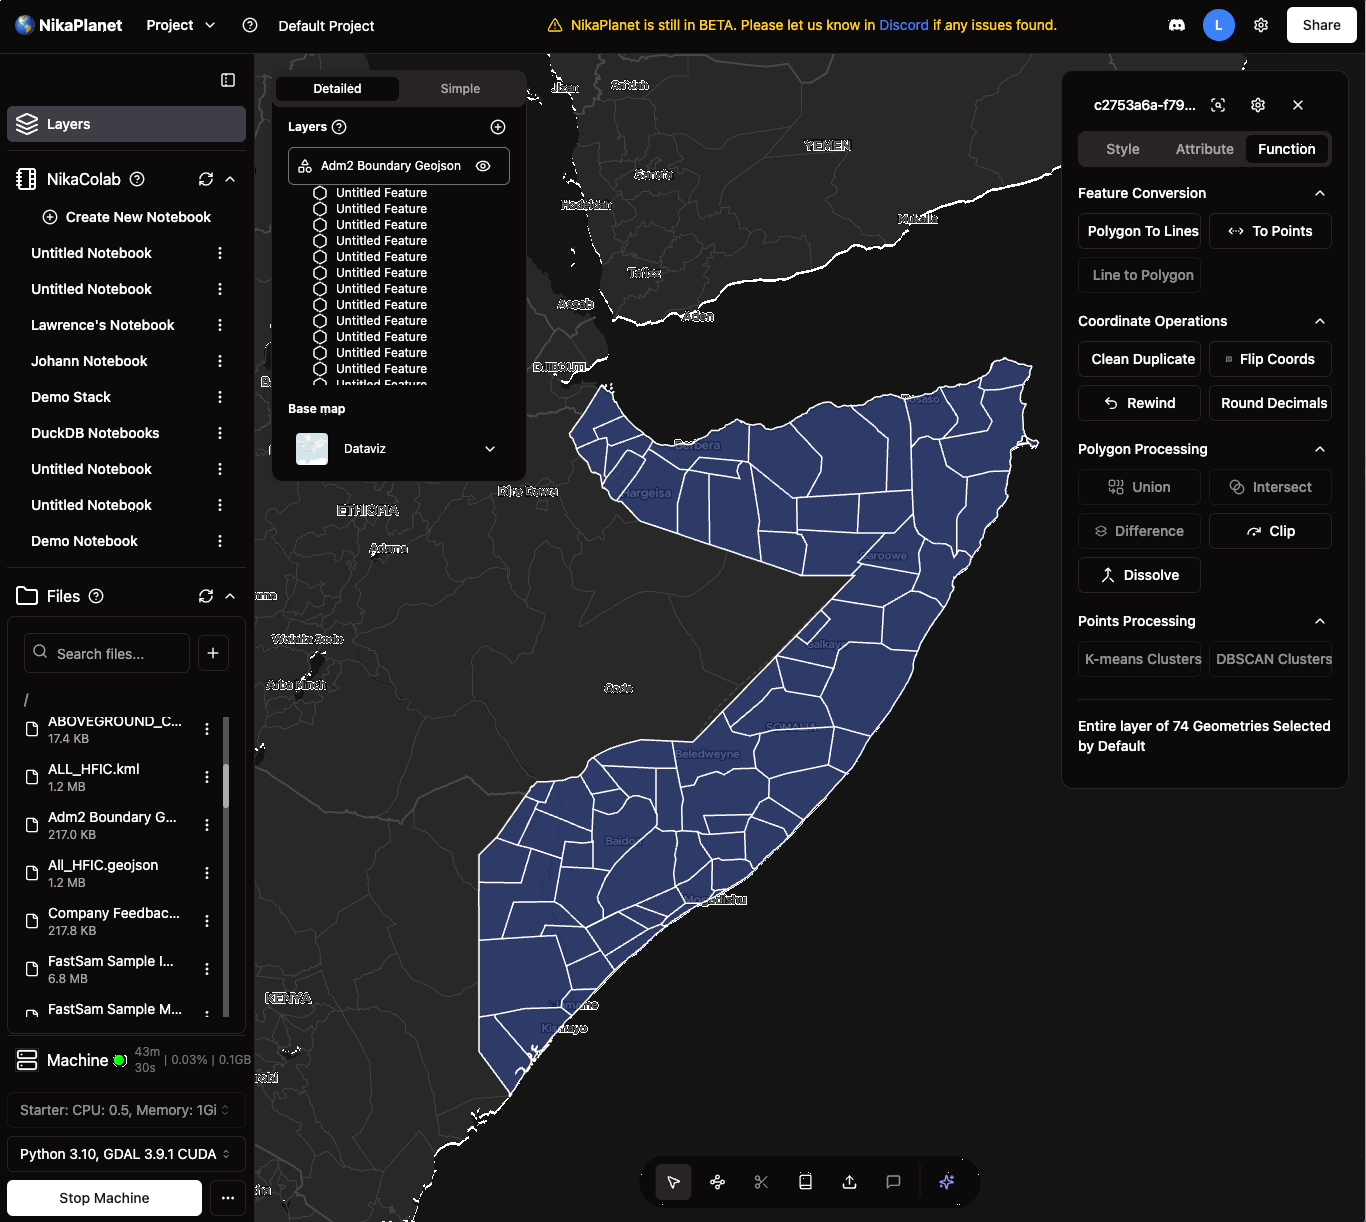 NikaPlanet
Project
Default Project
NikaPlanet is still in BETA. Please let us know in Discord if any issues found.
L
Share
Layers
NikaColab
Create New Notebook
Untitled Notebook
Untitled Notebook
Lawrence's Notebook
Johann Notebook
Demo Stack
DuckDB Notebooks
Untitled Notebook
Untitled Notebook
Demo Notebook
Files
Search files...
/
ABOVEGROUND_C...
17.4 KB
ALL_HFIC.kml
1.2 MB
Adm2 Boundary G...
217.0 KB
All_HFIC.geojson
1.2 MB
Company Feedbac...
217.8 KB
FastSam Sample I...
6.8 MB
FastSam Sample M...
Machine
43m 30s | 0.03% | 0.1GB
Starter: CPU: 0.5, Memory: 1Gi
Python 3.10, GDAL 3.9.1 CUDA
Stop Machine
Detailed
Simple
Layers
Adm2 Boundary Geojson
Untitled Feature
Untitled Feature
Untitled Feature
Untitled Feature
Untitled Feature
Untitled Feature
Untitled Feature
Untitled Feature
Untitled Feature
Untitled Feature
Untitled Feature
Untitled Feature
Untitled Feature
Base map
Dataviz
Jizan
YEMEN
Mukalla
Assab
Aden
Berbera
Hargeisa
Dire Dawa
ETHIOPIA
Adama
Garoowe
Galkayo
SOMALIA
Beledweyne
Baidoa
Mogadishu
KENYA
Kismayo
c2753a6a-f79...
Style
Attribute
Function
Feature Conversion
Polygon To Lines
To Points
Line to Polygon
Coordinate Operations
Clean Duplicate
Flip Coords
Rewind
Round Decimals
Polygon Processing
Union
Intersect
Difference
Clip
Dissolve
Points Processing
K-means Clusters
DBSCAN Clusters
Entire layer of 74 Geometries Selected
by Default